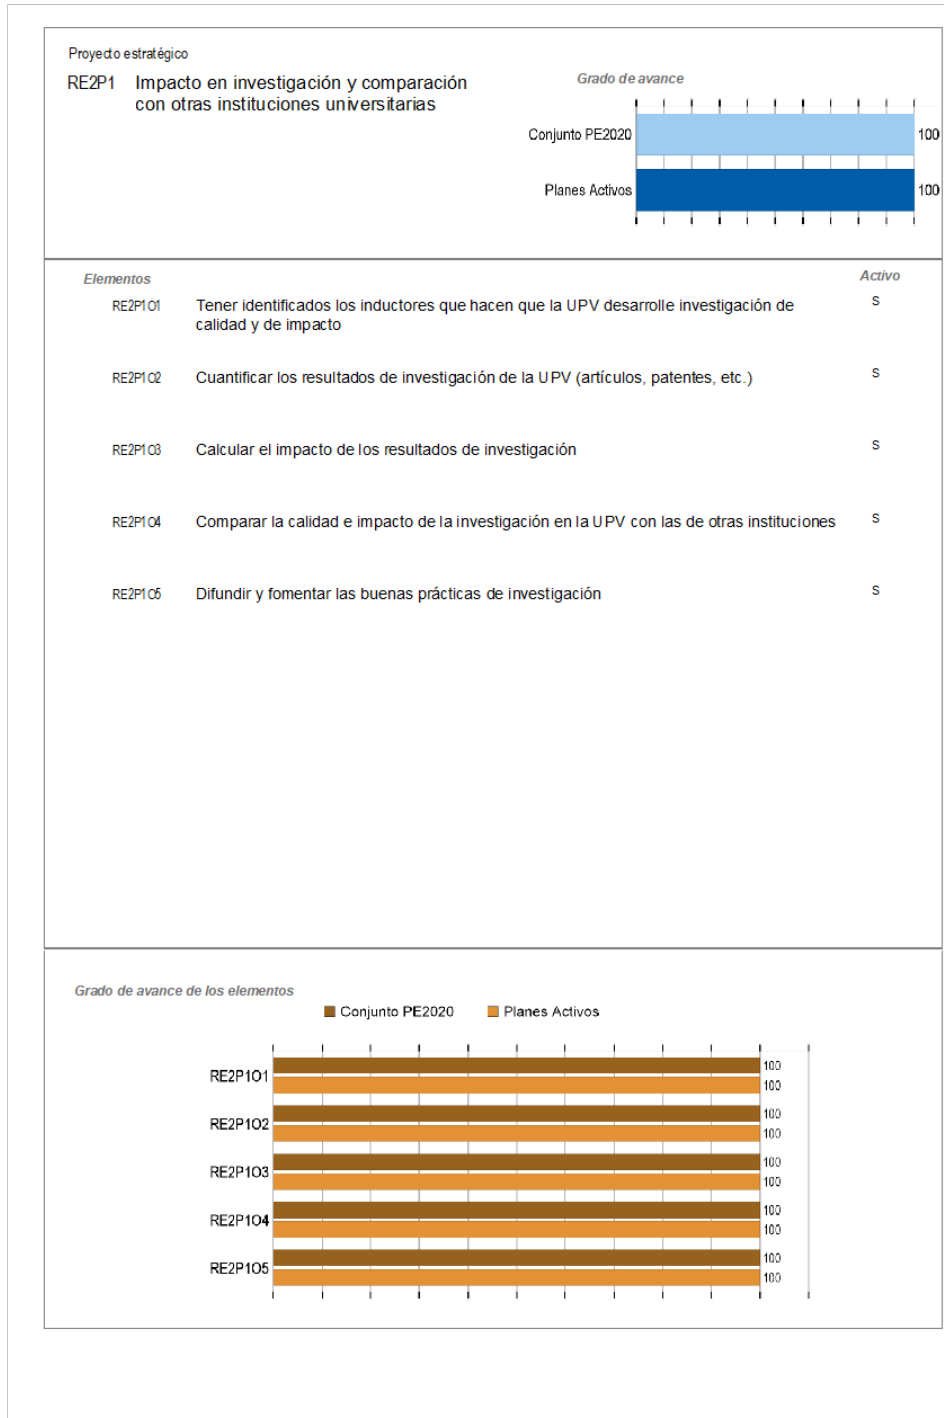 Proyecto estratégico
RE2P1 Impacto en investigación y comparación
con otras instituciones universitarias
Grado de avance
Conjunto PE2020 100
Planes Activos 100
Elementos Activo
RE2P1O1 Tener identificados los inductores que hacen que la UPV desarrolle investigación de S
calidad y de impacto
RE2P1O2 Cuantificar los resultados de investigación de la UPV (artículos, patentes, etc.) S
RE2P1O3 Calcular el impacto de los resultados de investigación S
RE2P1O4 Comparar la calidad e impacto de la investigación en la UPV con las de otras instituciones S
RE2P1O5 Difundir y fomentar las buenas prácticas de investigación S
Grado de avance de los elementos
Conjunto PE2020 Planes Activos
RE2P1O1 100
100
RE2P1O2 100
100
RE2P1O3 100
100
RE2P1O4 100
100
RE2P1O5 100
100